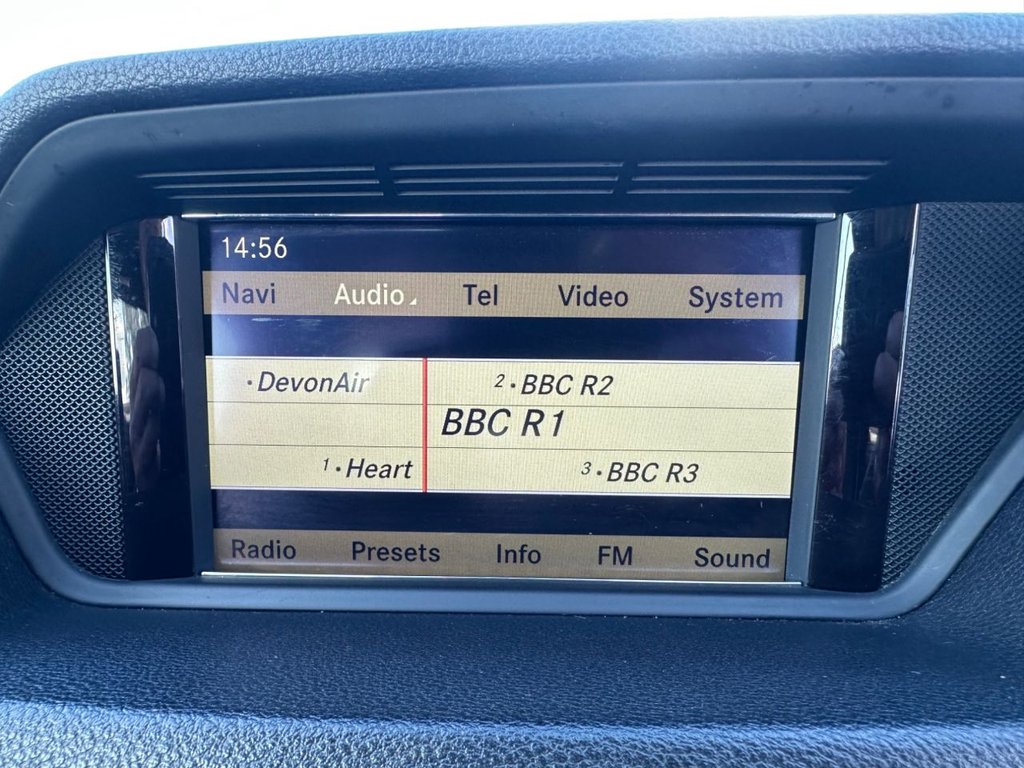 14:56
Navi Audio Tel Video System
•DevonAir 2•BBC R2
BBC R1
1•Heart 3•BBC R3
Radio Presets Info FM Sound